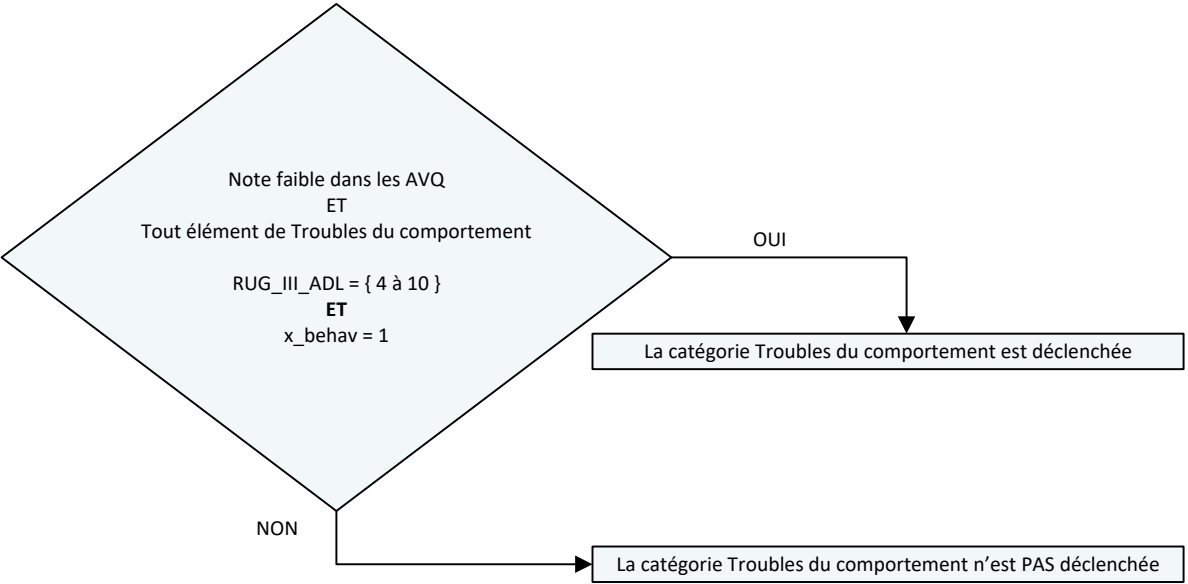 Note faible dans les AVQ
ET
Tout élément de Troubles du comportement
RUG_III_ADL = { 4 à 10 }
ET
x_behav = 1
OUI
La catégorie Troubles du comportement est déclenchée
NON
La catégorie Troubles du comportement n’est PAS déclenchée